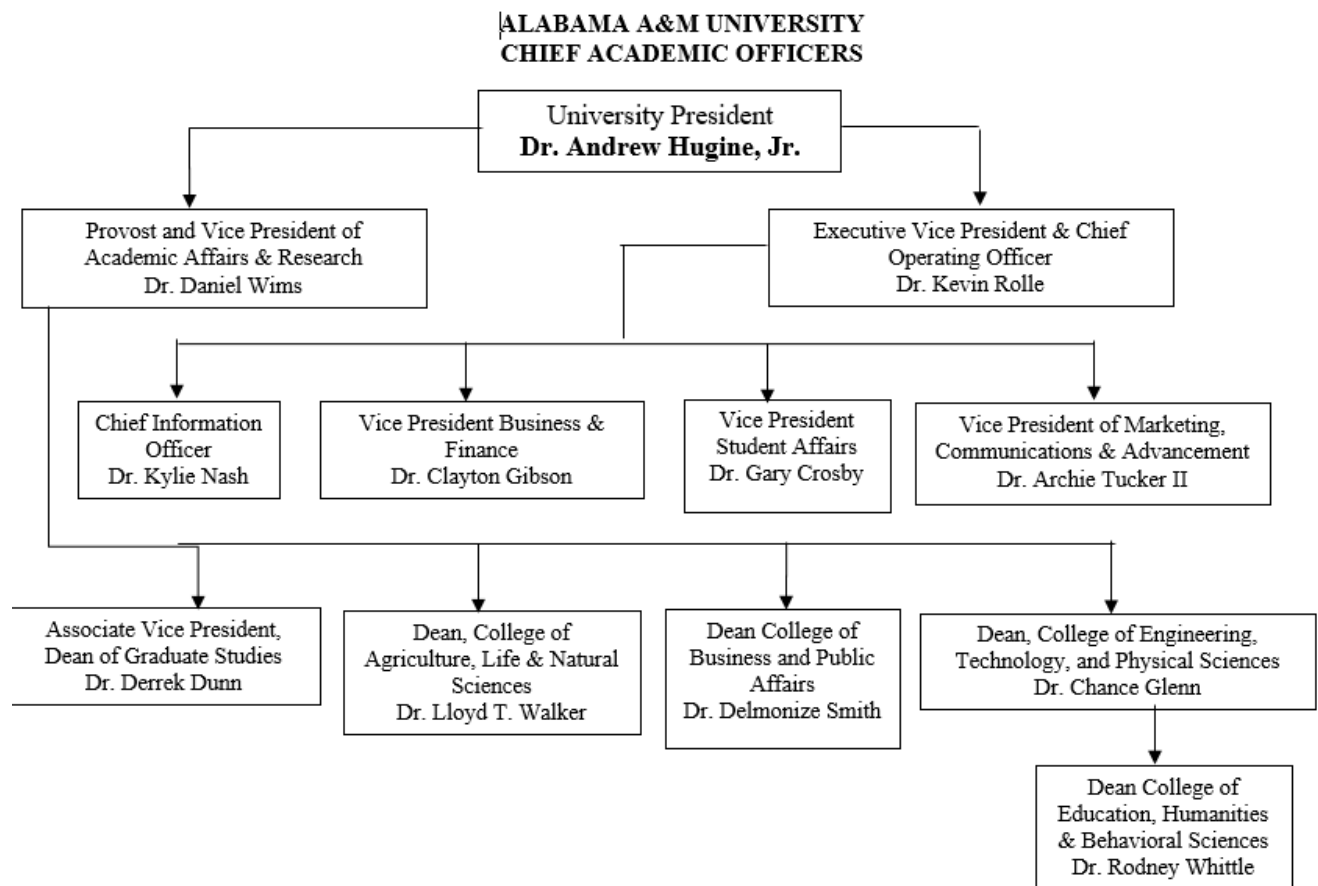 ALABAMA A&M UNIVERSITY
CHIEF ACADEMIC OFFICERS
University President
Dr. Andrew Hugine, Jr.
Provost and Vice President of
Academic Affairs & Research
Dr. Daniel Wims
Executive Vice President & Chief
Operating Officer
Dr. Kevin Rolle
Chief Information
Officer
Dr. Kylie Nash
Vice President Business &
Finance
Dr. Clayton Gibson
Vice President
Student Affairs
Dr. Gary Crosby
Vice President of Marketing,
Communications & Advancement
Dr. Archie Tucker II
Associate Vice President,
Dean of Graduate Studies
Dr. Derrek Dunn
Dean, College of
Agriculture, Life & Natural
Sciences
Dr. Lloyd T. Walker
Dean College of
Business and Public
Affairs
Dr. Delmonize Smith
Dean, College of Engineering,
Technology, and Physical Sciences
Dr. Chance Glenn
Dean College of
Education, Humanities
& Behavioral Sciences
Dr. Rodney Whittle